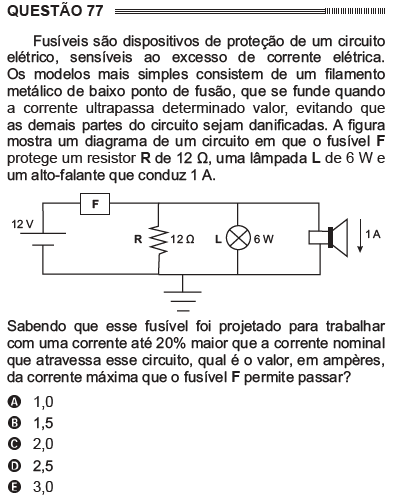 QUESTÃO 77
Fusíveis são dispositivos de proteção de um circuito
elétrico, sensíveis ao excesso de corrente elétrica.
Os modelos mais simples consistem de um filamento
metálico de baixo ponto de fusão, que se funde quando
a corrente ultrapassa determinado valor, evitando que
as demais partes do circuito sejam danificadas. A figura
mostra um diagrama de um circuito em que o fusível F
protege um resistor R de 12 Ω, uma lâmpada L de 6 W e
um alto-falante que conduz 1 A.
F
12 V
R
12 Ω
L
6 W
1 A
Sabendo que esse fusível foi projetado para trabalhar
com uma corrente até 20% maior que a corrente nominal
que atravessa esse circuito, qual é o valor, em ampères,
da corrente máxima que o fusível F permite passar?
A 1,0
B 1,5
C 2,0
D 2,5
E 3,0